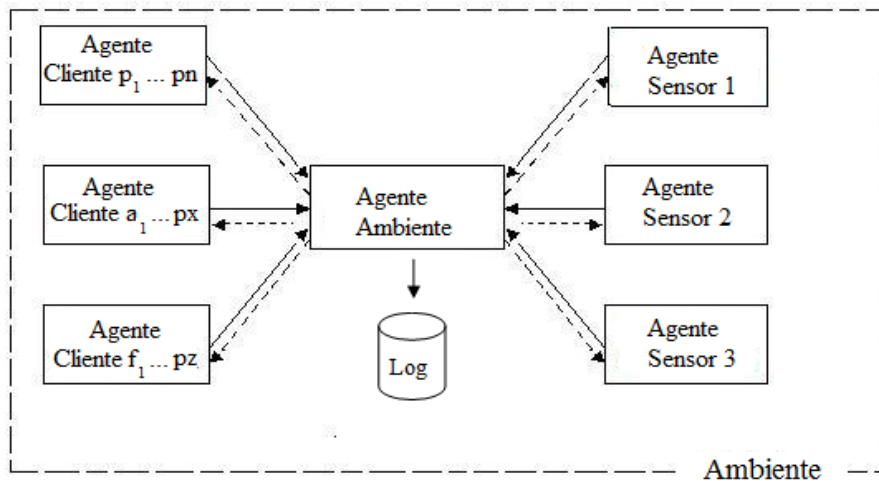 Agente
Cliente p1 ... pn
Agente
Sensor 1
Agente
Cliente a1 ... px
Agente
Ambiente
Agente
Sensor 2
Agente
Cliente f1 ... pz
Log
Agente
Sensor 3
Ambiente